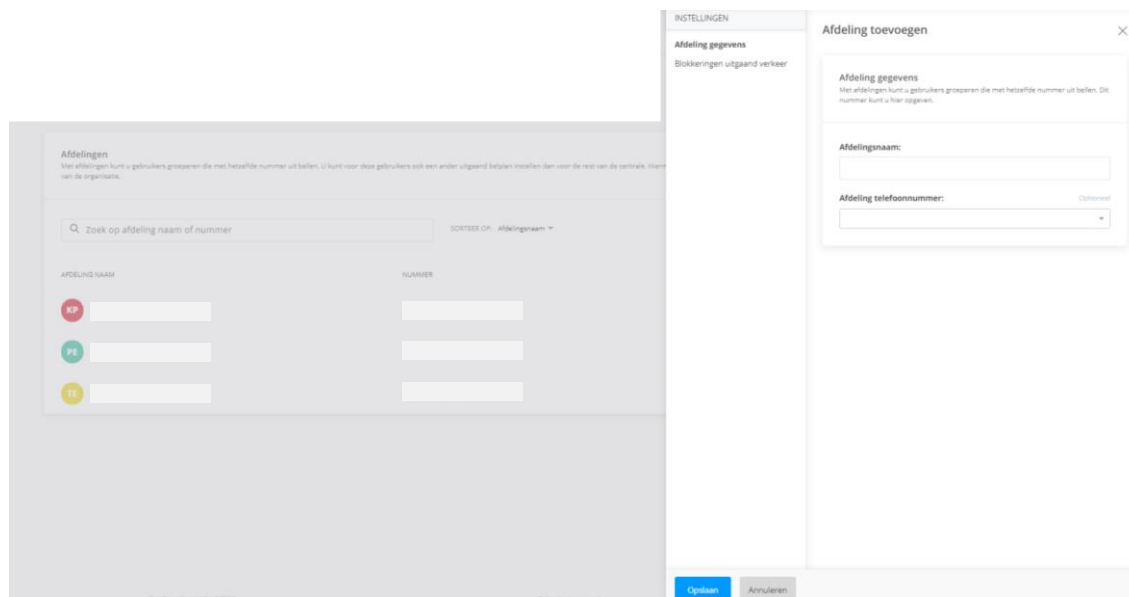 INSTELLINGEN
Afdeling gegevens
Blokkeringen uitgaand verkeer
Afdeling toevoegen
Afdeling gegevens
Met afdelingen kunt u gebruikers groeperen die met hetzelfde nummer uit bellen. Dit
nummer kunt u hier opgeven.
Afdelingsnaam:
Afdeling telefoonnummer:
Optioneel
Opslaan
Annuleren
Afdelingen
Met afdelingen kunt u gebruikers groeperen die met hetzelfde nummer uit bellen. U kunt voor deze gebruikers ook een ander uitgaand belplan instellen dan voor de rest van de centrale.
van de organisatie.
Zoek op afdeling naam of nummer
SORTEER OP: Afdelingsnaam
AFDELING NAAM
NUMMER
KP
PE
TE